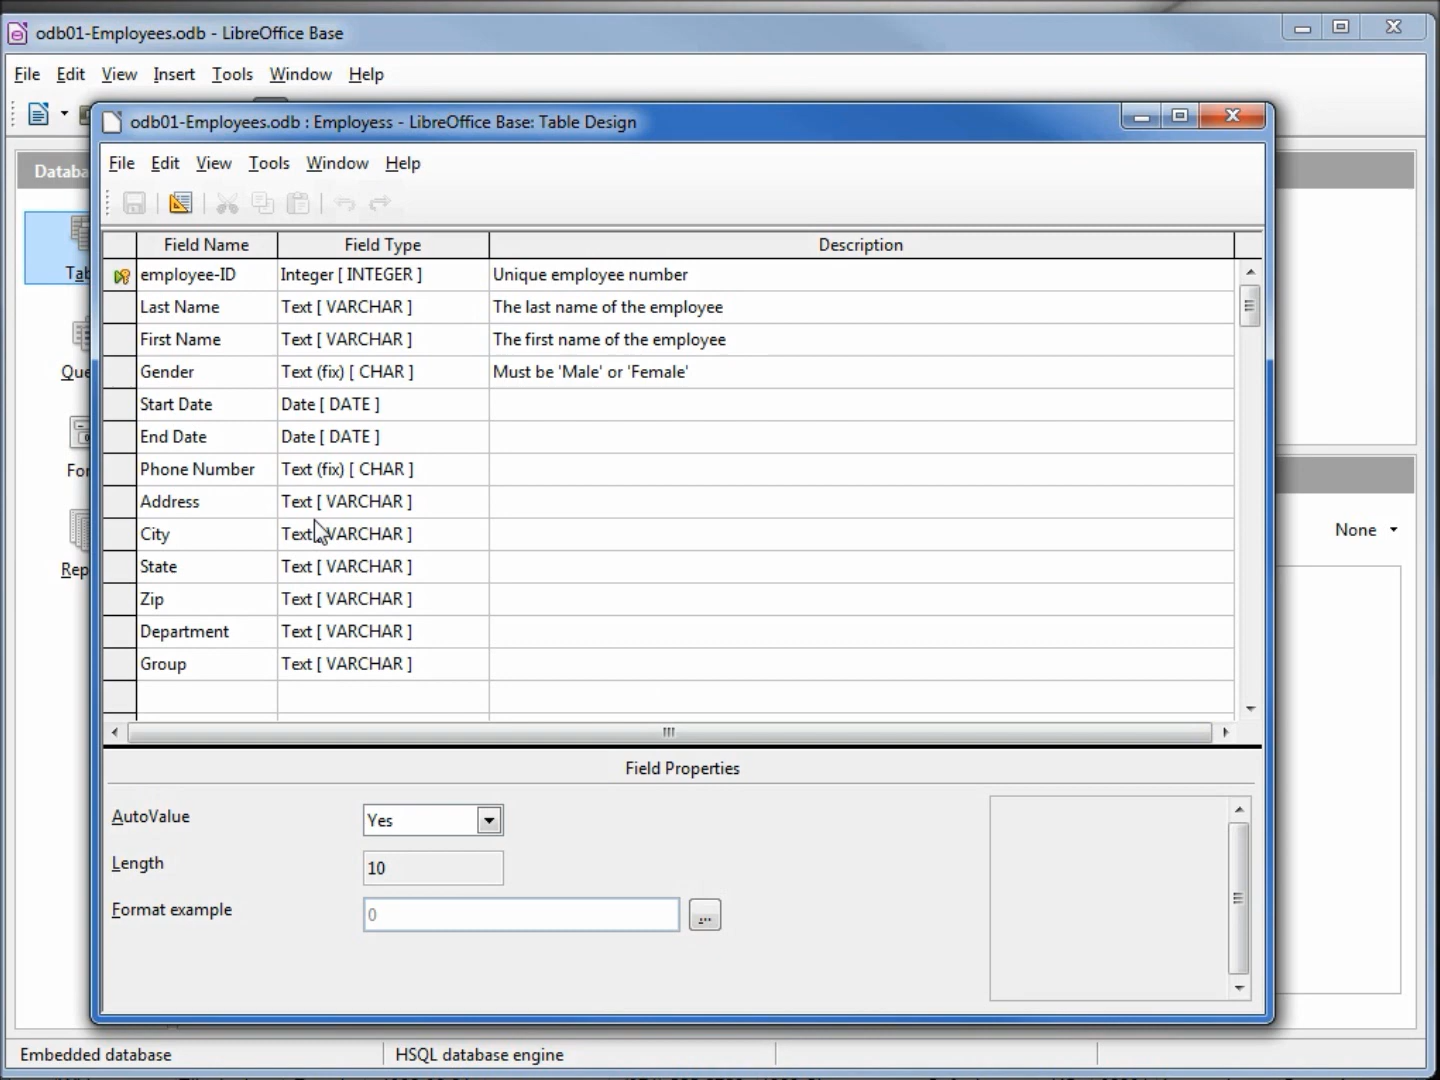 odb01-Employees.odb - LibreOffice Base
File Edit View Insert Tools Window Help
odb01-Employees.odb : Employess - LibreOffice Base: Table Design
File Edit View Tools Window Help
Field Name Field Type Description
employee-ID Integer [ INTEGER ] Unique employee number
Last Name Text [ VARCHAR ] The last name of the employee
First Name Text [ VARCHAR ] The first name of the employee
Gender Text (fix) [ CHAR ] Must be 'Male' or 'Female'
Start Date Date [ DATE ]
End Date Date [ DATE ]
Phone Number Text (fix) [ CHAR ]
Address Text [ VARCHAR ]
City Text [ VARCHAR ]
State Text [ VARCHAR ]
Zip Text [ VARCHAR ]
Department Text [ VARCHAR ]
Group Text [ VARCHAR ]
None
Field Properties
AutoValue Yes
Length 10
Format example 0
...
Embedded database HSQL database engine